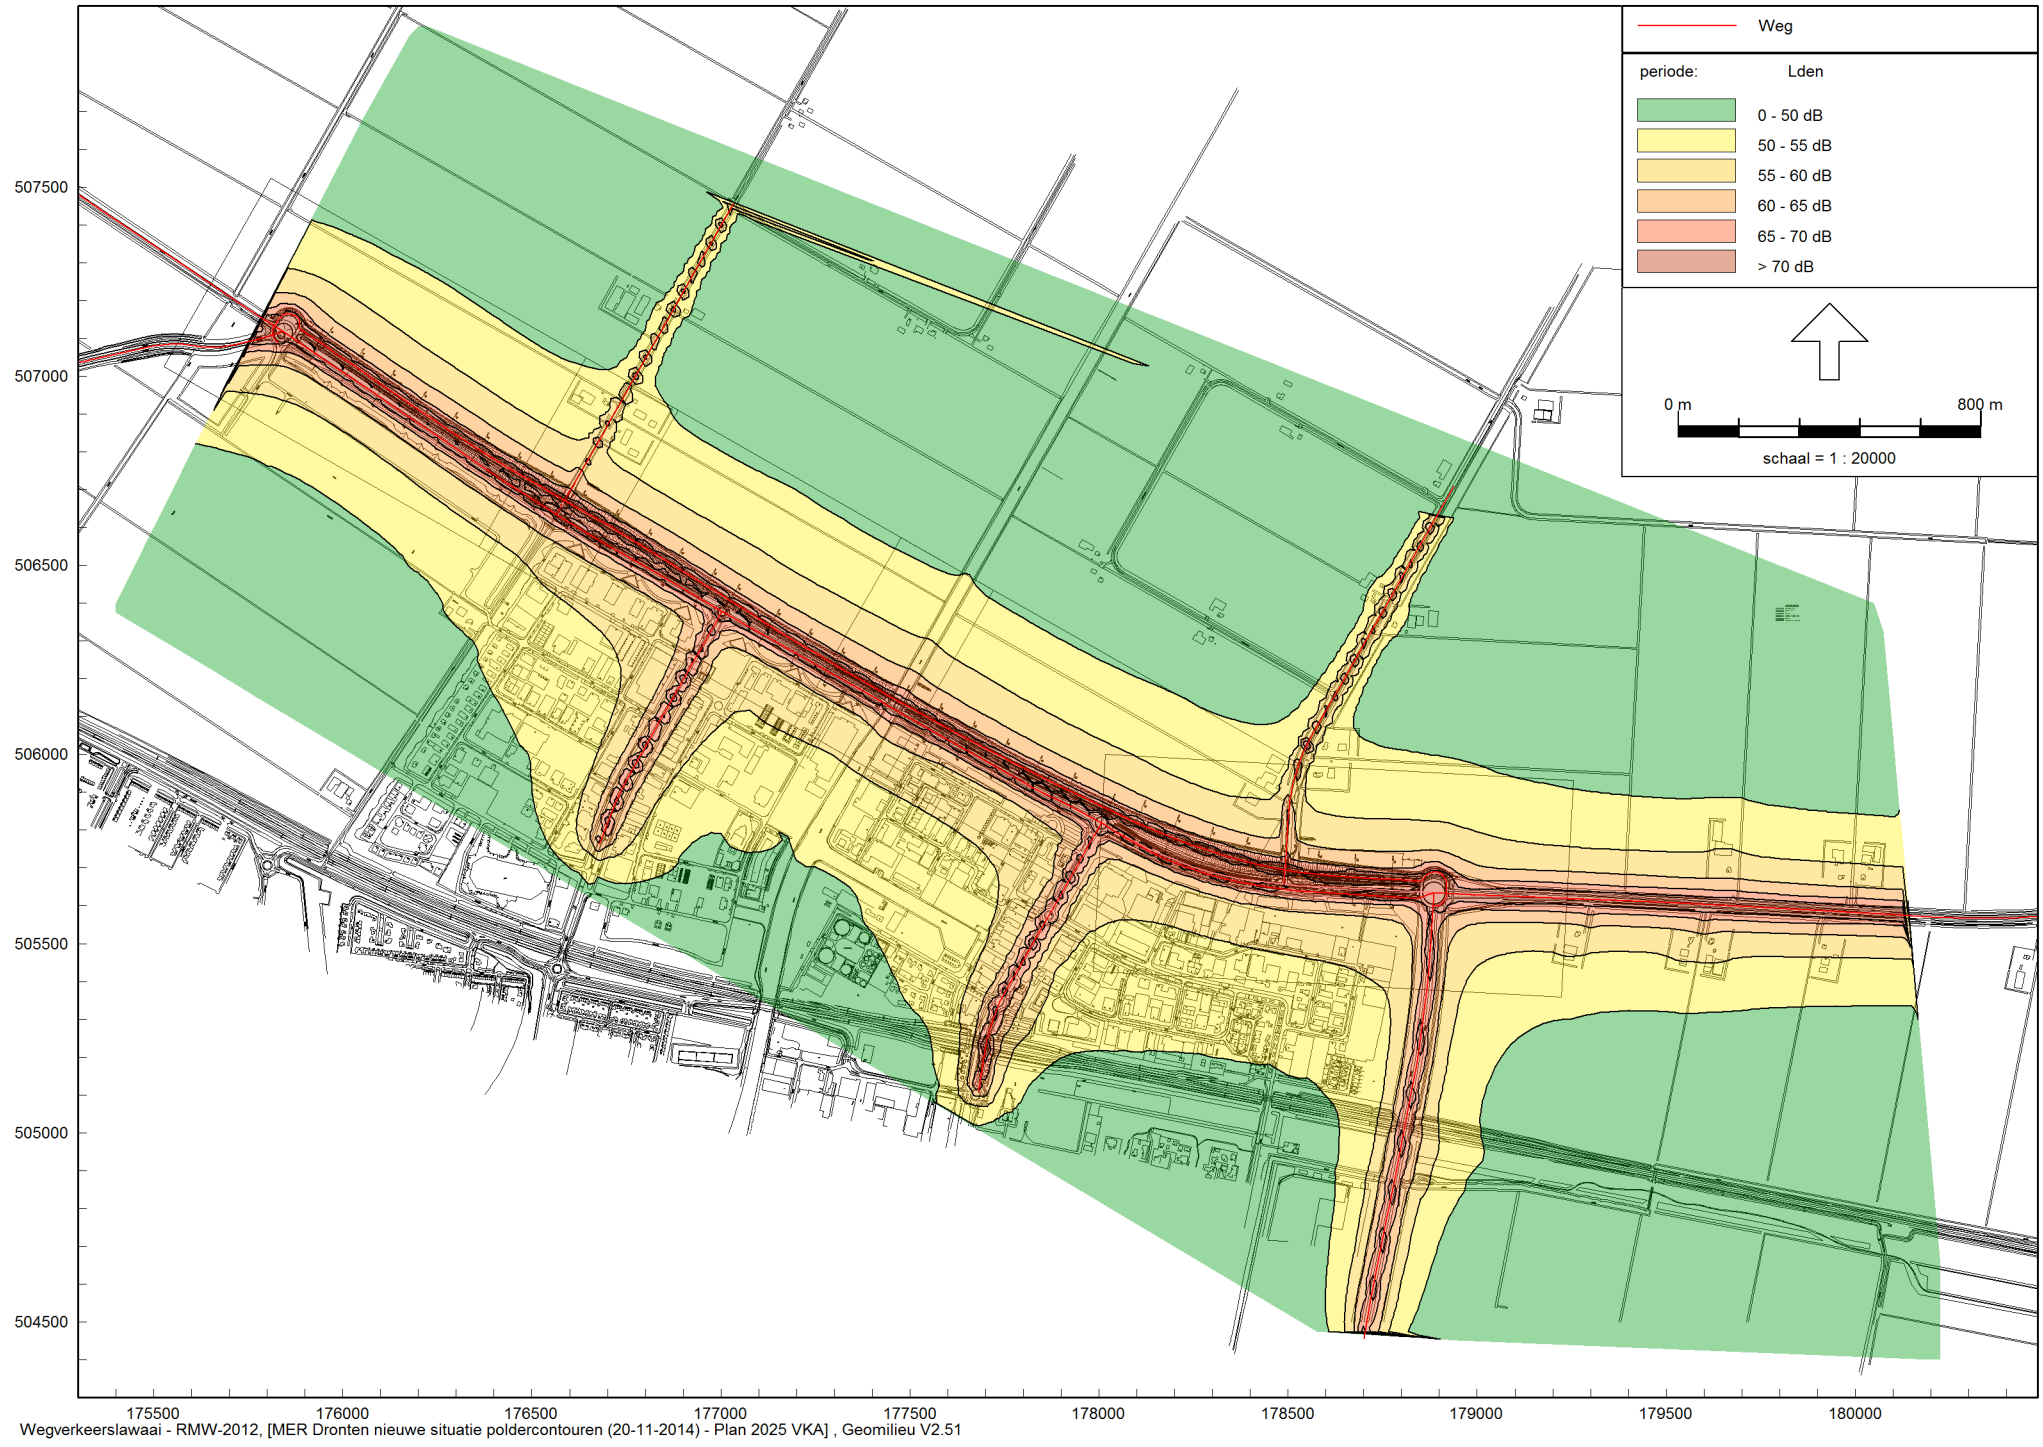 Weg
periode: Lden
0 - 50 dB
50 - 55 dB
55 - 60 dB
60 - 65 dB
65 - 70 dB
> 70 dB
0 m 800 m
schaal = 1 : 20000
507500
507000
506500
506000
505500
505000
504500
175500 176000 176500 177000 177500 178000 178500 179000 179500 180000
Wegverkeerslawaai - RMW-2012, [MER Dronten nieuwe situatie poldercontouren (20-11-2014) - Plan 2025 VKA] , Geomilieu V2.51